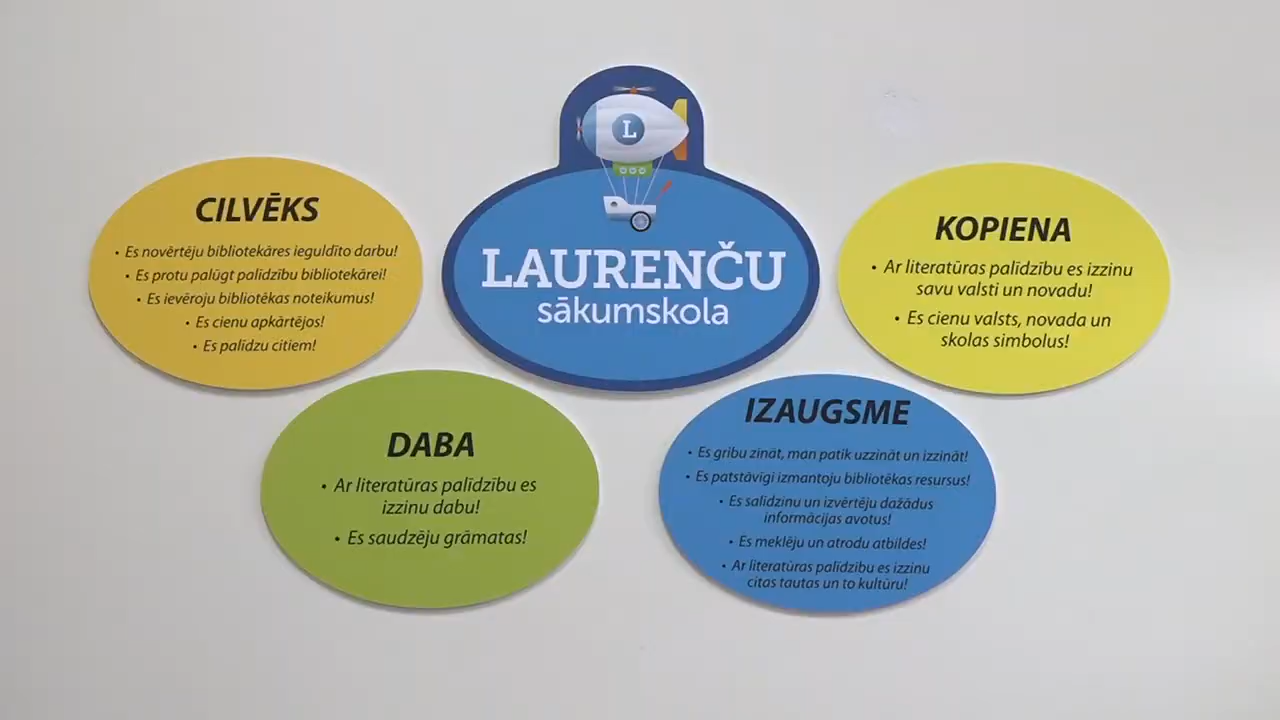 L
LAURENČU
sākumskola
CILVĒKS
• Es novērtēju bibliotekāres ieguldīto darbu!
• Es protu palūgt palīdzību bibliotekārei!
• Es ievēroju bibliotēkas noteikumus!
• Es cienu apkārtējos!
• Es palīdzu citiem!
KOPIENA
• Ar literatūras palīdzību es izzinu
savu valsti un novadu!
• Es cienu valsts, novada un
skolas simbolus!
DABA
• Ar literatūras palīdzību es
izzinu dabu!
• Es saudzēju grāmatas!
IZAUGSME
• Es gribu zināt, man patīk uzzināt un izzināt!
• Es patstāvīgi izmantoju bibliotēkas resursus!
• Es salīdzinu un izvērtēju dažādus
informācijas avotus!
• Es meklēju un atrodu atbildes!
• Ar literatūras palīdzību es izzinu
citas tautas un to kultūru!